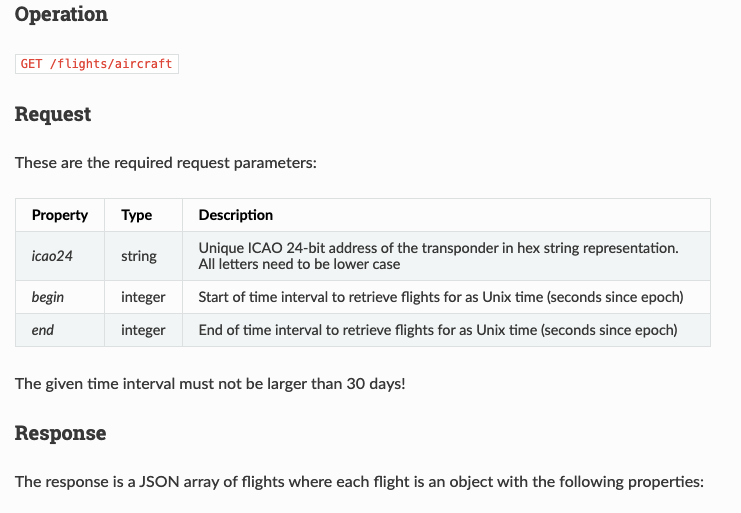 Operation
GET /flights/aircraft
Request
These are the required request parameters:
Property Type Description
icao24 string Unique ICAO 24-bit address of the transponder in hex string representation.
All letters need to be lower case
begin integer Start of time interval to retrieve flights for as Unix time (seconds since epoch)
end integer End of time interval to retrieve flights for as Unix time (seconds since epoch)
The given time interval must not be larger than 30 days!
Response
The response is a JSON array of flights where each flight is an object with the following properties: